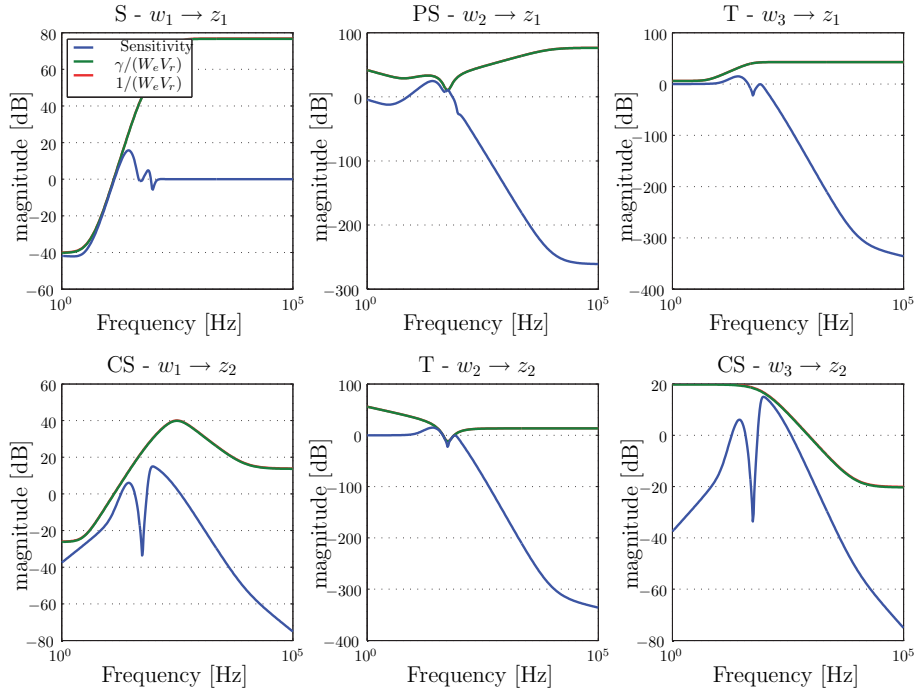 S - w₁ → z₁
80
60
40
20
0
−20
−40
−60
magnitude [dB]
Sensitivity
γ/(WₑVᵣ)
1/(WₑVᵣ)
10⁰
10⁵
Frequency [Hz]
PS - w₂ → z₁
100
0
−100
−200
−300
magnitude [dB]
10⁰
10⁵
Frequency [Hz]
T - w₃ → z₁
100
0
−100
−200
−300
−400
magnitude [dB]
10⁰
10⁵
Frequency [Hz]
CS - w₁ → z₂
60
40
20
0
−20
−40
−60
−80
magnitude [dB]
10⁰
10⁵
Frequency [Hz]
T - w₂ → z₂
100
0
−100
−200
−300
−400
magnitude [dB]
10⁰
10⁵
Frequency [Hz]
CS - w₃ → z₂
20
0
−20
−40
−60
−80
magnitude [dB]
10⁰
10⁵
Frequency [Hz]